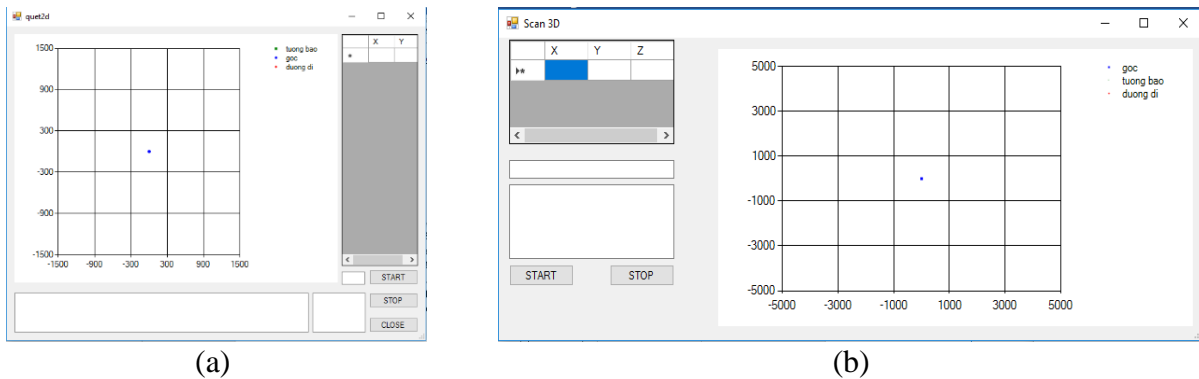 quet2d
1500
900
300
-300
-900
-1500
-1500 -900 -300 300 900 1500
tuong bao
goc
duong di
X Y
*
START
STOP
CLOSE
(a)
Scan 3D
X Y Z
START STOP
5000
3000
1000
-1000
-3000
-5000
-5000 -3000 -1000 1000 3000 5000
goc
tuong bao
duong di
(b)